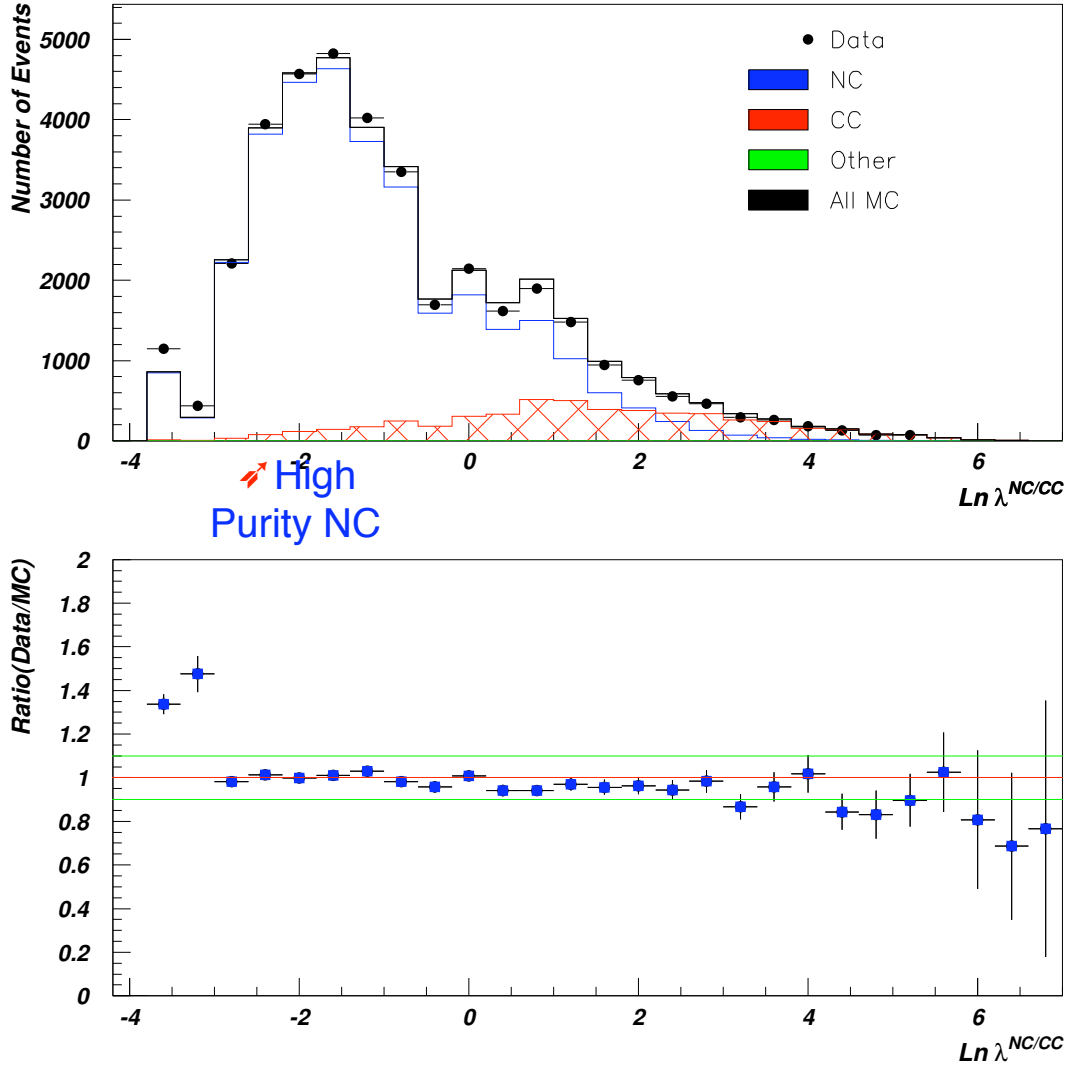 Number of Events
5000
4000
3000
2000
1000
0
Data
NC
CC
Other
All MC
-4 -2 0 2 4 6
Ln λ^NC/CC
High
Purity NC
Ratio(Data/MC)
2
1.8
1.6
1.4
1.2
1
0.8
0.6
0.4
0.2
0
-4 -2 0 2 4 6
Ln λ^NC/CC